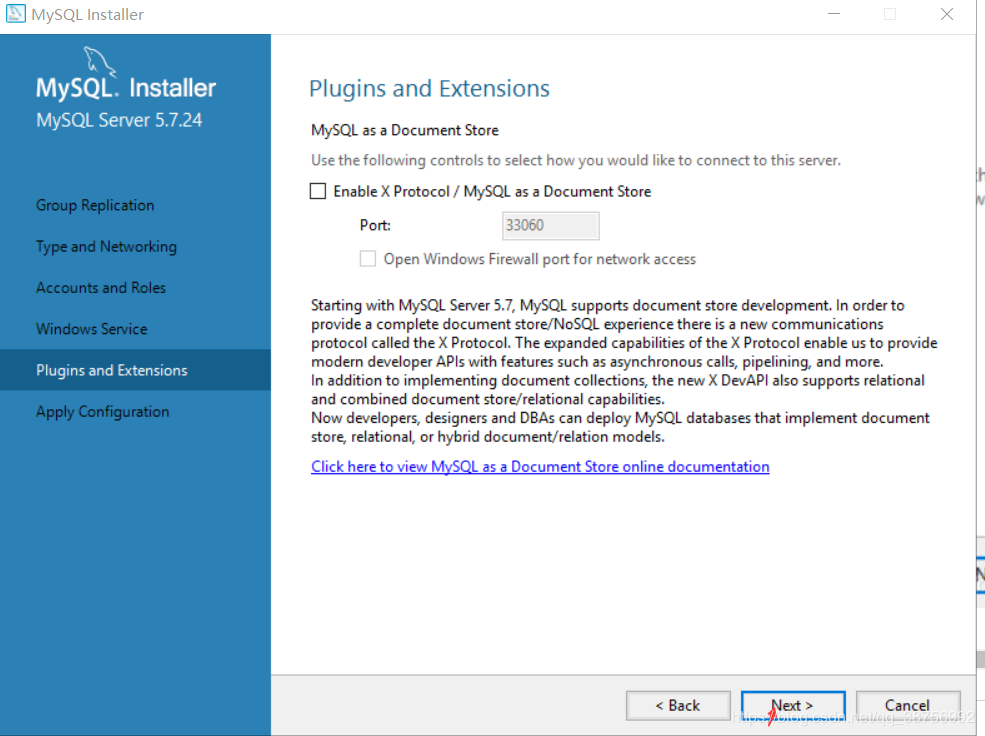 MySQL Installer
MySQL. Installer
MySQL Server 5.7.24
Group Replication
Type and Networking
Accounts and Roles
Windows Service
Plugins and Extensions
Apply Configuration
Plugins and Extensions
MySQL as a Document Store
Use the following controls to select how you would like to connect to this server.
Enable X Protocol / MySQL as a Document Store
Port:
33060
Open Windows Firewall port for network access
Starting with MySQL Server 5.7, MySQL supports document store development. In order to
provide a complete document store/NoSQL experience there is a new communications
protocol called the X Protocol. The expanded capabilities of the X Protocol enable us to provide
modern developer APIs with features such as asynchronous calls, pipelining, and more.
In addition to implementing document collections, the new X DevAPI also supports relational
and combined document store/relational capabilities.
Now developers, designers and DBAs can deploy MySQL databases that implement document
store, relational, or hybrid document/relation models.
Click here to view MySQL as a Document Store online documentation
< Back
Next >
Cancel